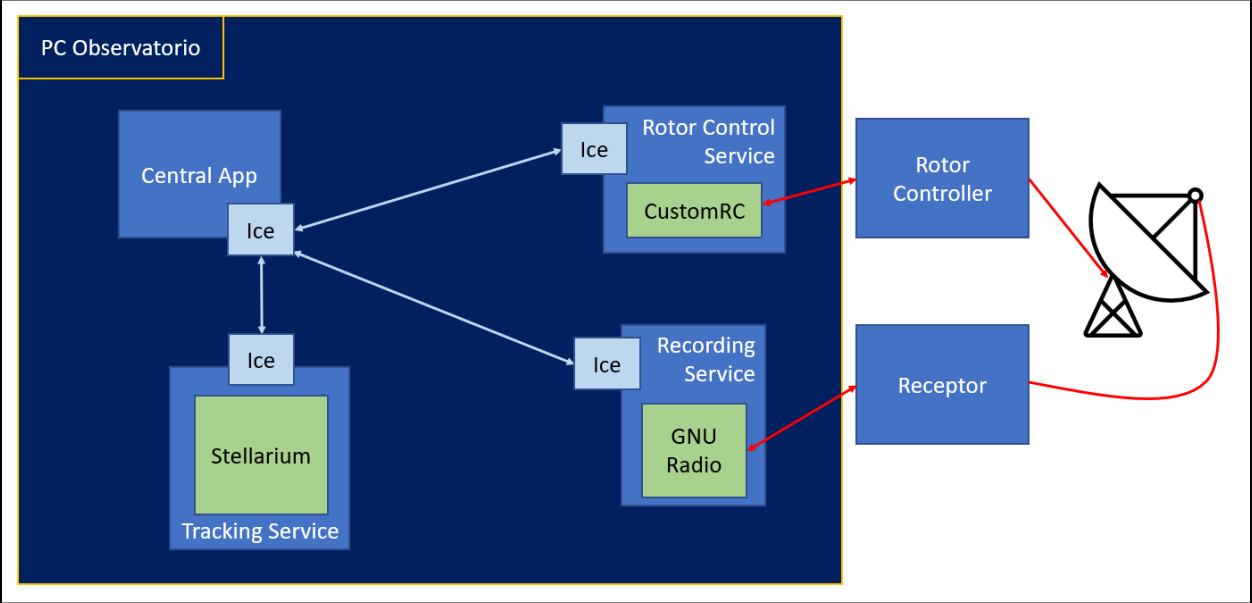 PC Observatorio
Central App
Ice
Ice
Rotor Control
Service
CustomRC
Rotor
Controller
Ice
Stellarium
Tracking Service
Ice
Recording
Service
GNU
Radio
Receptor